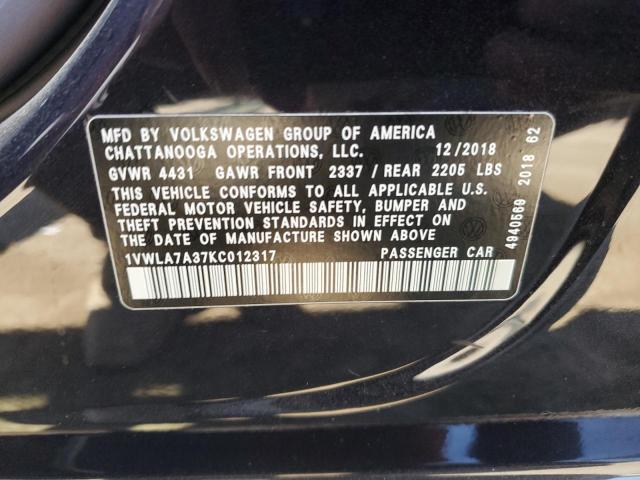 MFD BY VOLKSWAGEN GROUP OF AMERICA
CHATTANOOGA OPERATIONS, LLC. 12/2018
GVWR 4431 GAWR FRONT 2337 / REAR 2205 LBS
THIS VEHICLE CONFORMS TO ALL APPLICABLE U.S.
FEDERAL MOTOR VEHICLE SAFETY, BUMPER AND
THEFT PREVENTION STANDARDS IN EFFECT ON
THE DATE OF MANUFACTURE SHOWN ABOVE
1VWLA7A37KC012317 PASSENGER CAR
4940569 2018 62